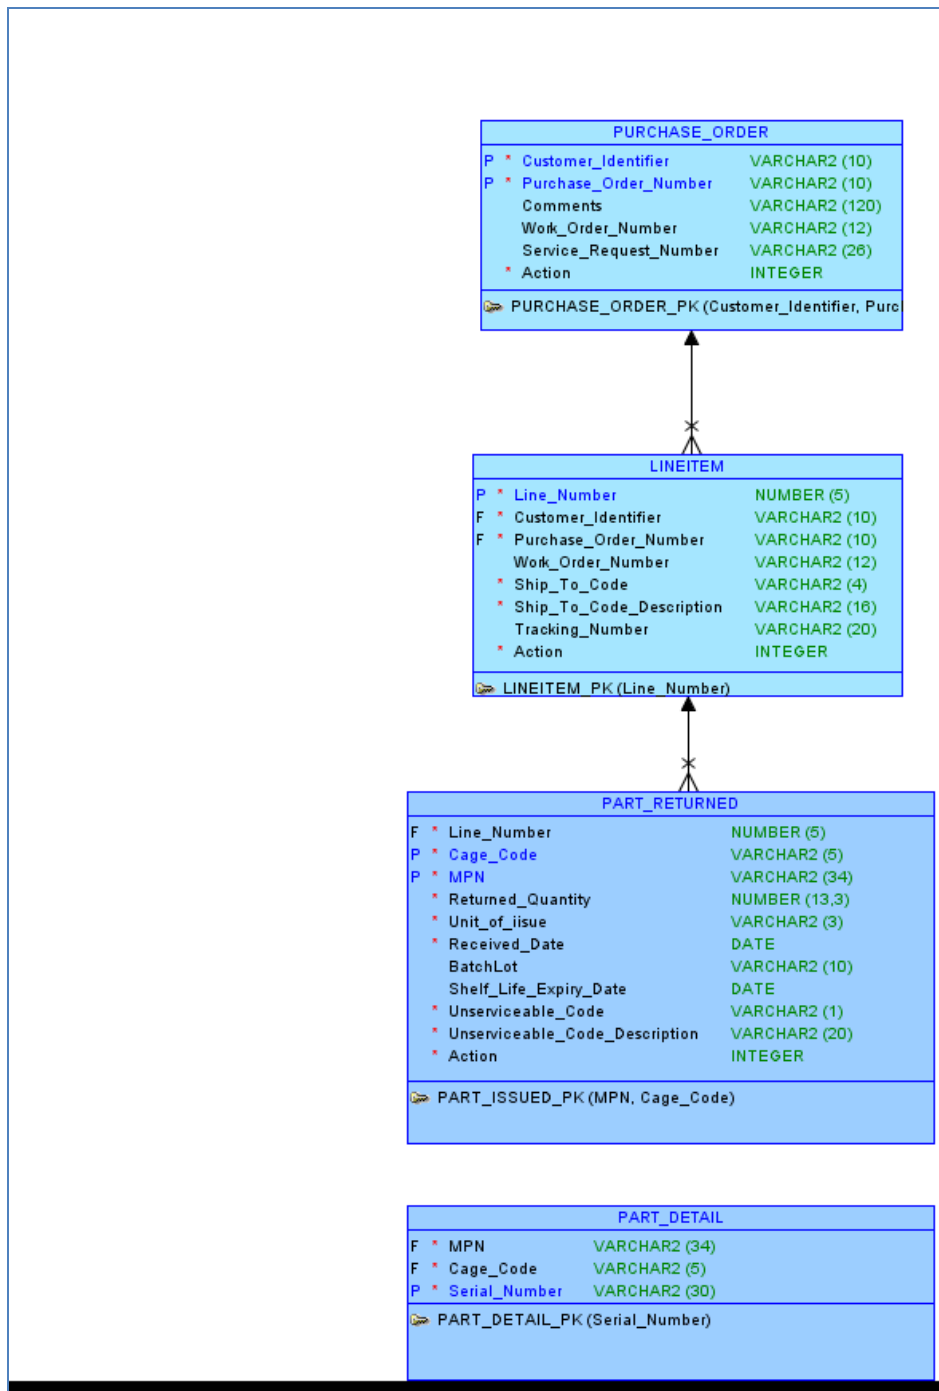 PURCHASE_ORDER
P * Customer_Identifier VARCHAR2 (10)
P * Purchase_Order_Number VARCHAR2 (10)
Comments VARCHAR2 (120)
Work_Order_Number VARCHAR2 (12)
Service_Request_Number VARCHAR2 (26)
* Action INTEGER
PURCHASE_ORDER_PK (Customer_Identifier, Purc
LINEITEM
P * Line_Number NUMBER (5)
F * Customer_Identifier VARCHAR2 (10)
F * Purchase_Order_Number VARCHAR2 (10)
Work_Order_Number VARCHAR2 (12)
* Ship_To_Code VARCHAR2 (4)
* Ship_To_Code_Description VARCHAR2 (16)
Tracking_Number VARCHAR2 (20)
* Action INTEGER
LINEITEM_PK (Line_Number)
PART_RETURNED
F * Line_Number NUMBER (5)
P * Cage_Code VARCHAR2 (5)
P * MPN VARCHAR2 (34)
* Returned_Quantity NUMBER (13,3)
* Unit_of_iisue VARCHAR2 (3)
* Received_Date DATE
BatchLot VARCHAR2 (10)
Shelf_Life_Expiry_Date DATE
* Unserviceable_Code VARCHAR2 (1)
* Unserviceable_Code_Description VARCHAR2 (20)
* Action INTEGER
PART_ISSUED_PK (MPN, Cage_Code)
PART_DETAIL
F * MPN VARCHAR2 (34)
F * Cage_Code VARCHAR2 (5)
P * Serial_Number VARCHAR2 (30)
PART_DETAIL_PK (Serial_Number)